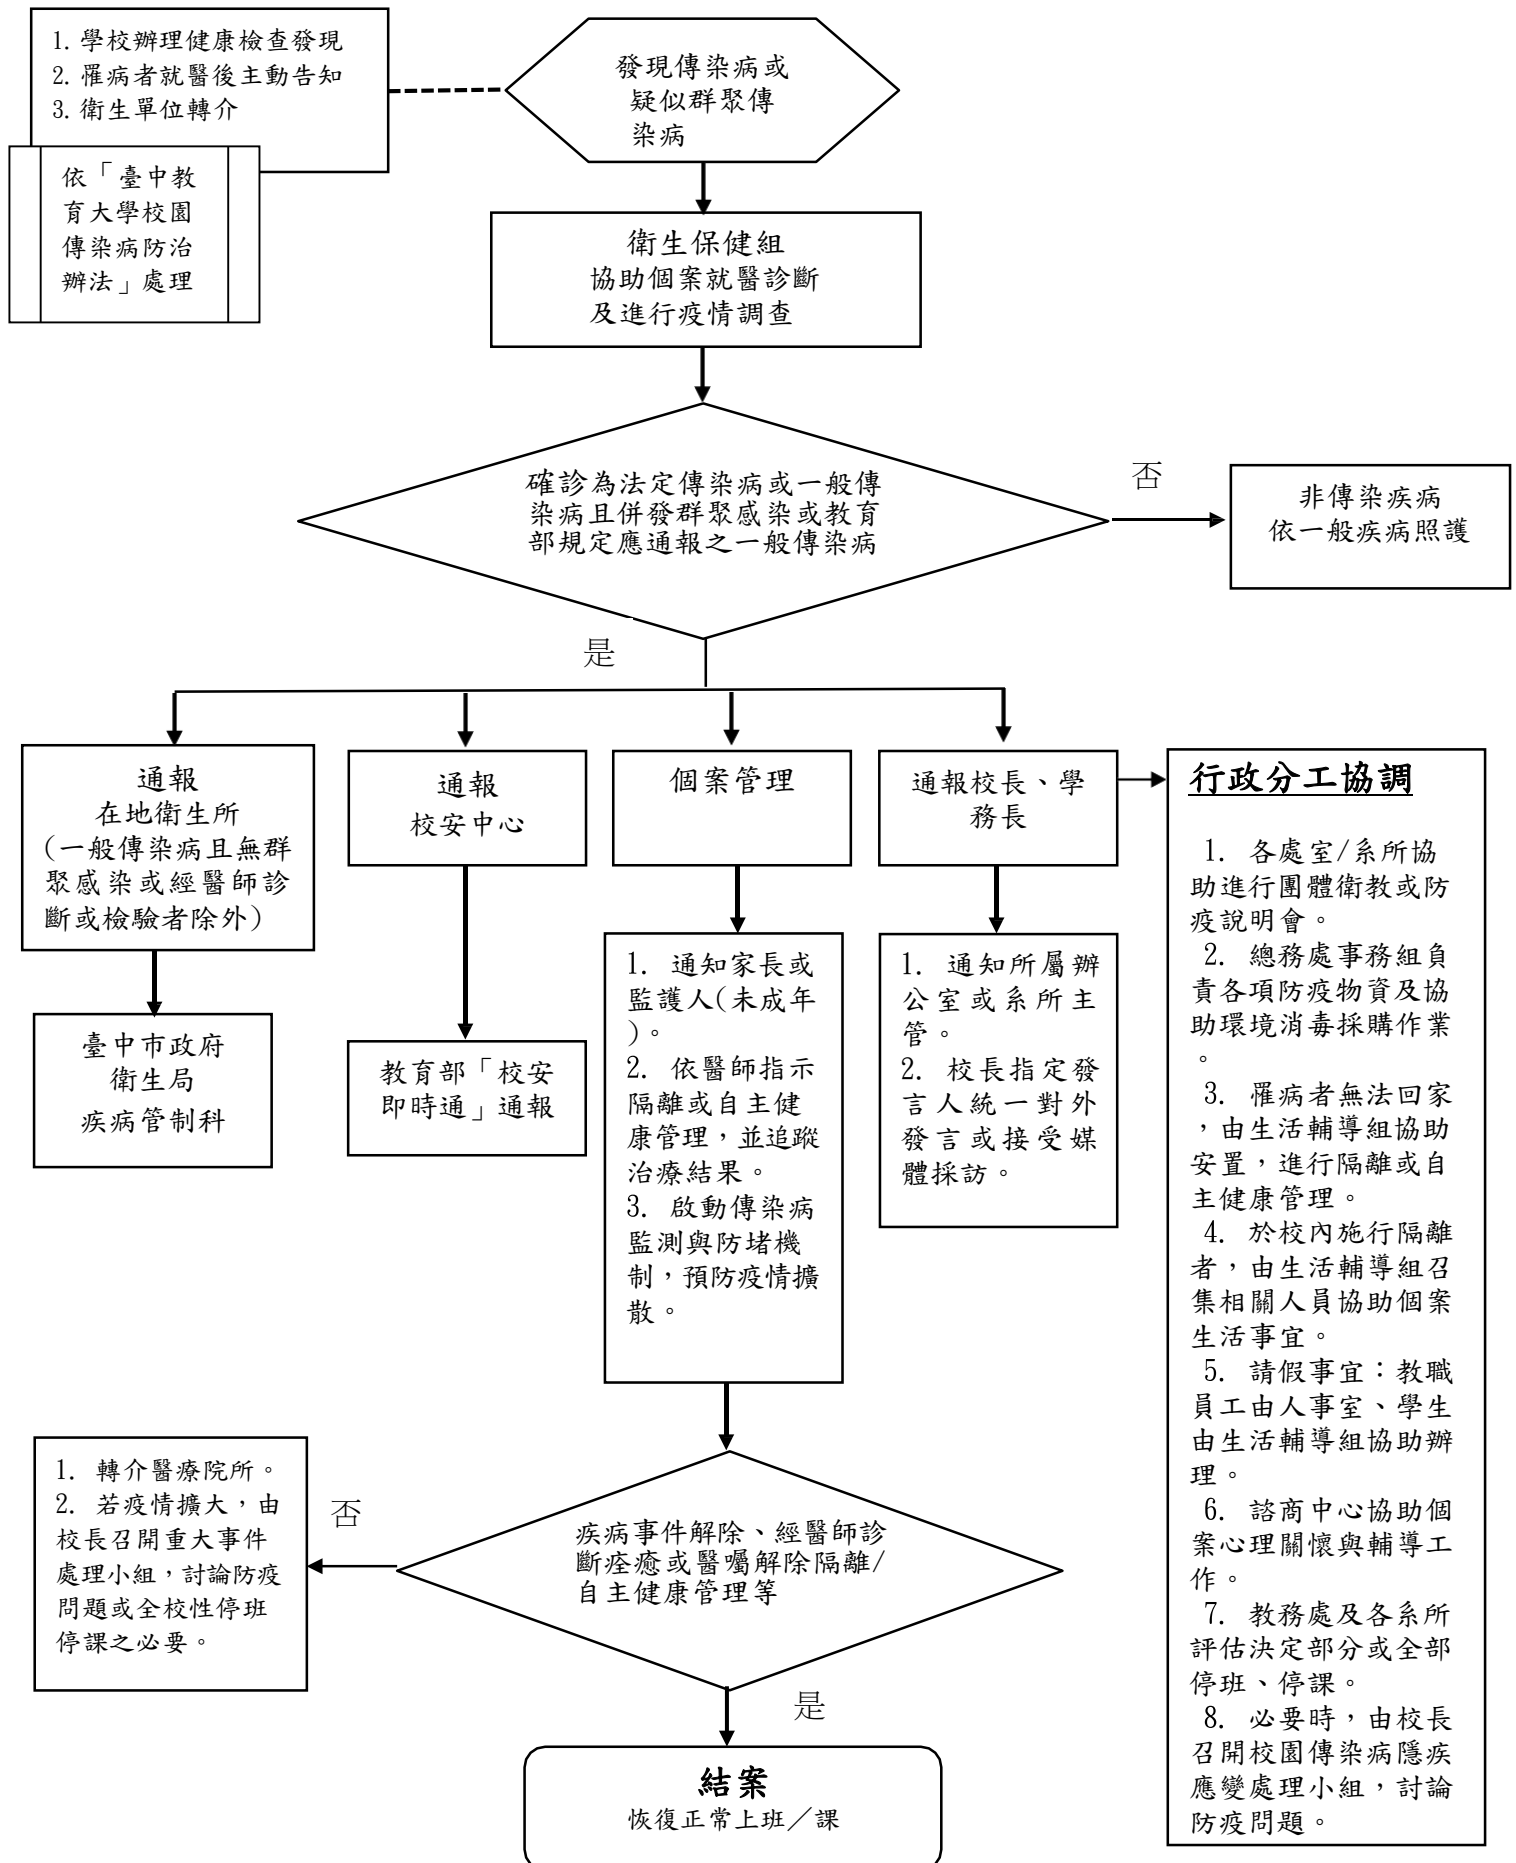 1. 學校辦理健康檢查發現
2. 罹病者就醫後主動告知
3. 衛生單位轉介
依「臺中教
育大學校園
傳染病防治
辦法」處理
發現傳染病或
疑似群聚傳
染病
衛生保健組
協助個案就醫診斷
及進行疫情調查
確診為法定傳染病或一般傳
染病且併發群聚感染或教育
部規定應通報之一般傳染病
否
非傳染疾病
依一般疾病照護
是
通報
在地衛生所
(一般傳染病且無群
聚感染或經醫師診
斷或檢驗者除外)
臺中市政府
衛生局
疾病管制科
通報
校安中心
教育部「校安
即時通」通報
個案管理
1. 通知家長或
監護人(未成年
)。
2. 依醫師指示
隔離或自主健
康管理，並追蹤
治療結果。
3. 啟動傳染病
監測與防堵機
制，預防疫情擴
散。
通報校長、學
務長
1. 通知所屬辦
公室或系所主
管。
2. 校長指定發
言人統一對外
發言或接受媒
體採訪。
行政分工協調
1. 各處室/系所協
助進行團體衛教或防
疫說明會。
2. 總務處事務組負
責各項防疫物資及協
助環境消毒採購作業
。
3. 罹病者無法回家
，由生活輔導組協助
安置，進行隔離或自
主健康管理。
4. 於校內施行隔離
者，由生活輔導組召
集相關人員協助個案
生活事宜。
5. 請假事宜：教職
員工由人事室、學生
由生活輔導組協助辦
理。
6. 諮商中心協助個
案心理關懷與輔導工
作。
7. 教務處及各系所
評估決定部分或全部
停班、停課。
8. 必要時，由校長
召開校園傳染病隱疾
應變處理小組，討論
防疫問題。
疾病事件解除、經醫師診
斷痊癒或醫囑解除隔離/
自主健康管理等
否
1. 轉介醫療院所。
2. 若疫情擴大，由
校長召開重大事件
處理小組，討論防疫
問題或全校性停班
停課之必要。
是
結案
恢復正常上班／課